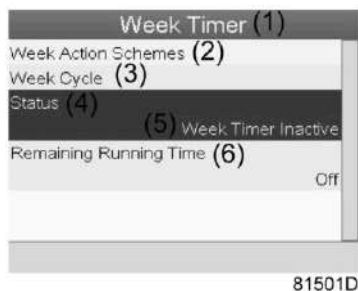 Week Timer (1)
Week Action Schemes (2)
Week Cycle (3)
Status (4)
(5) Week Timer Inactive
Remaining Running Time (6)
Off
81501D